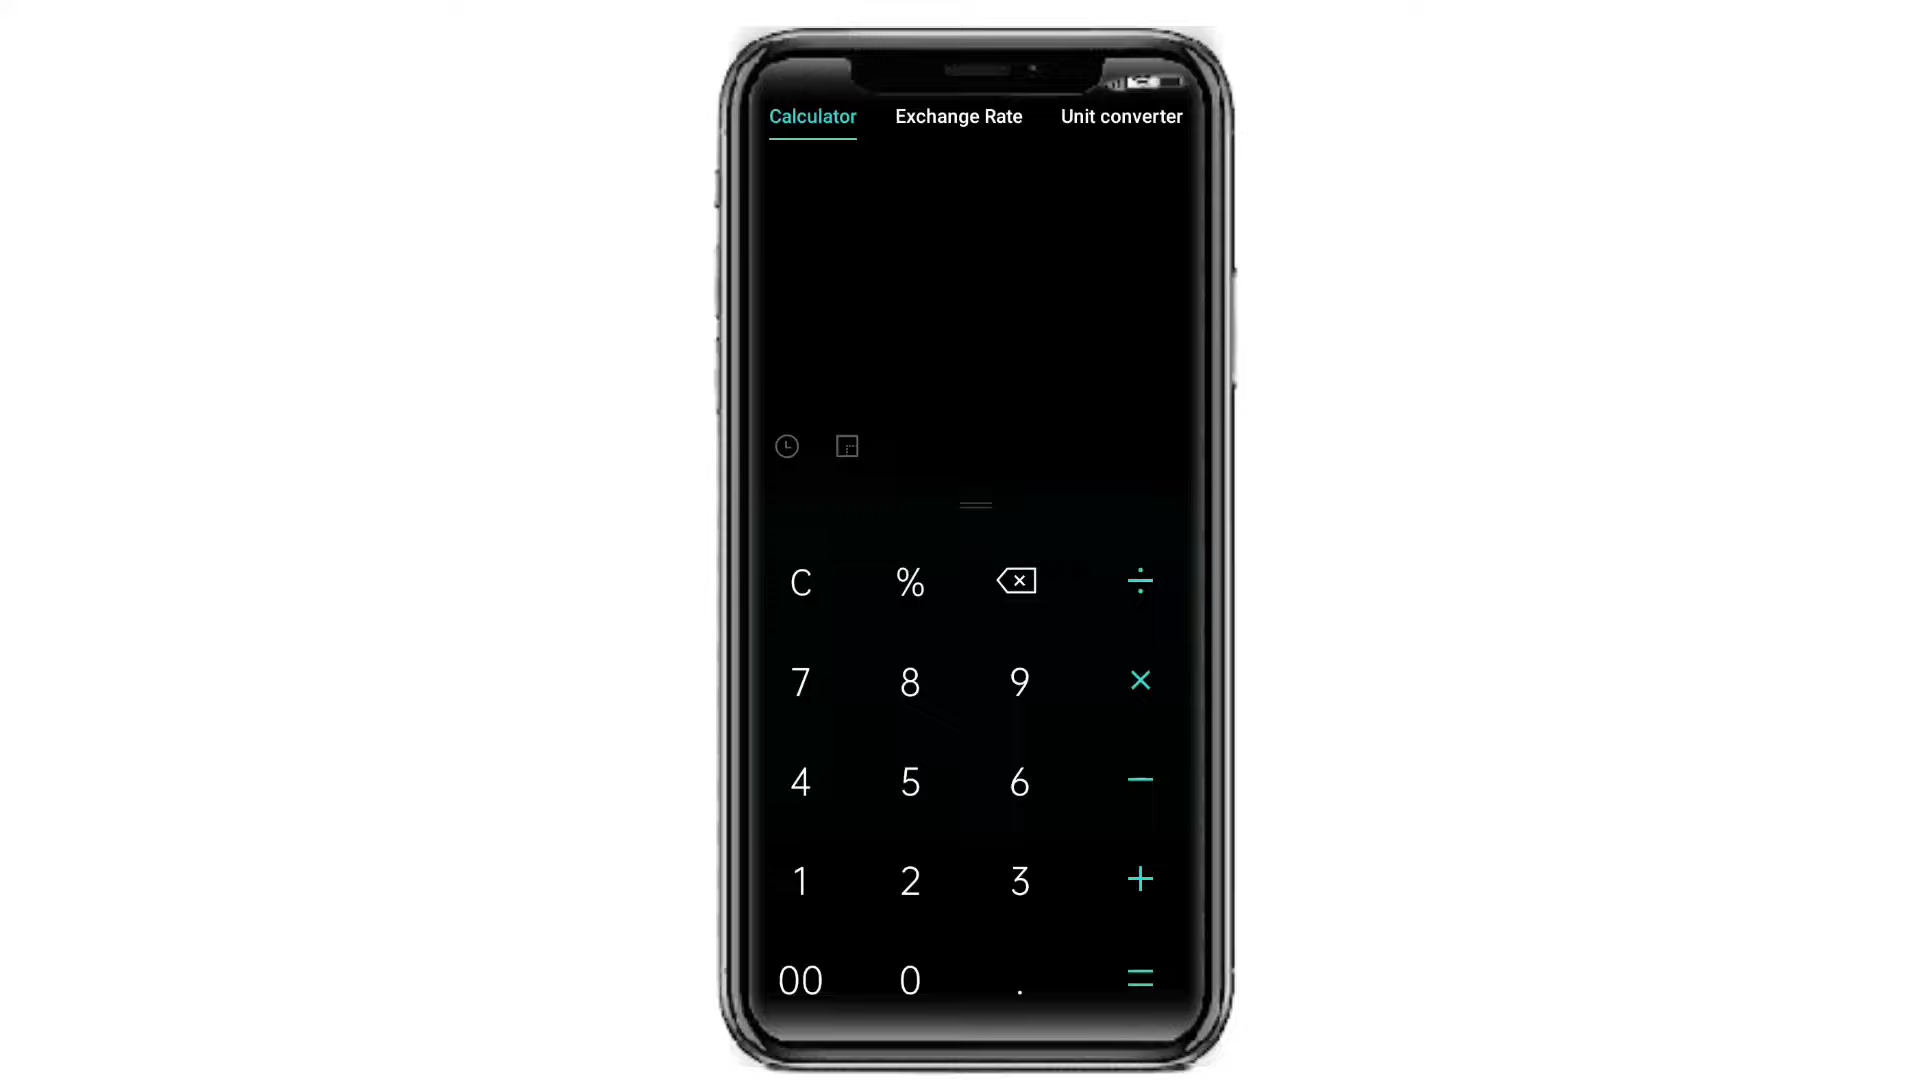 Calculator Exchange Rate Unit converter
C % ÷
7 8 9 ×
4 5 6 −
1 2 3 +
00 0 . =